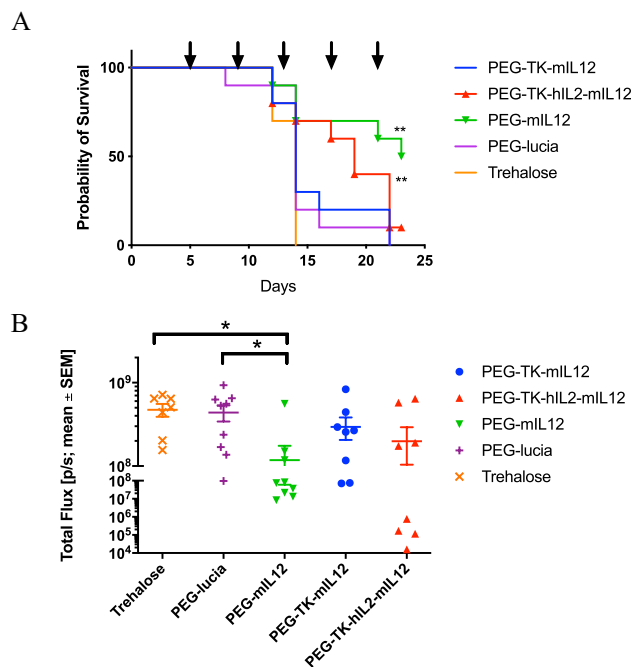 A
Probability of Survival
100
50
0
0
5
10
15
20
25
Days
**
**
PEG-TK-mIL12
PEG-TK-hIL2-mIL12
PEG-mIL12
PEG-lucia
Trehalose
B
Total Flux [p/s; mean ± SEM]
10⁹
10⁸
10⁸
10⁷
10⁶
10⁵
10⁴
*
*
Trehalose
PEG-lucia
PEG-mIL12
PEG-TK-mIL12
PEG-TK-hIL2-mIL12
PEG-TK-mIL12
PEG-TK-hIL2-mIL12
PEG-mIL12
PEG-lucia
Trehalose